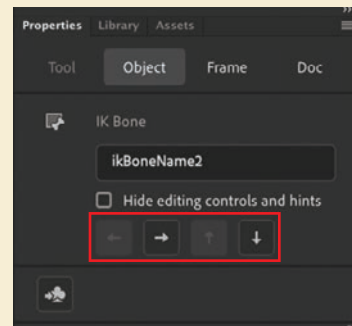 Properties Library Assets
Tool Object Frame Doc
IK Bone
ikBoneName2
Hide editing controls and hints